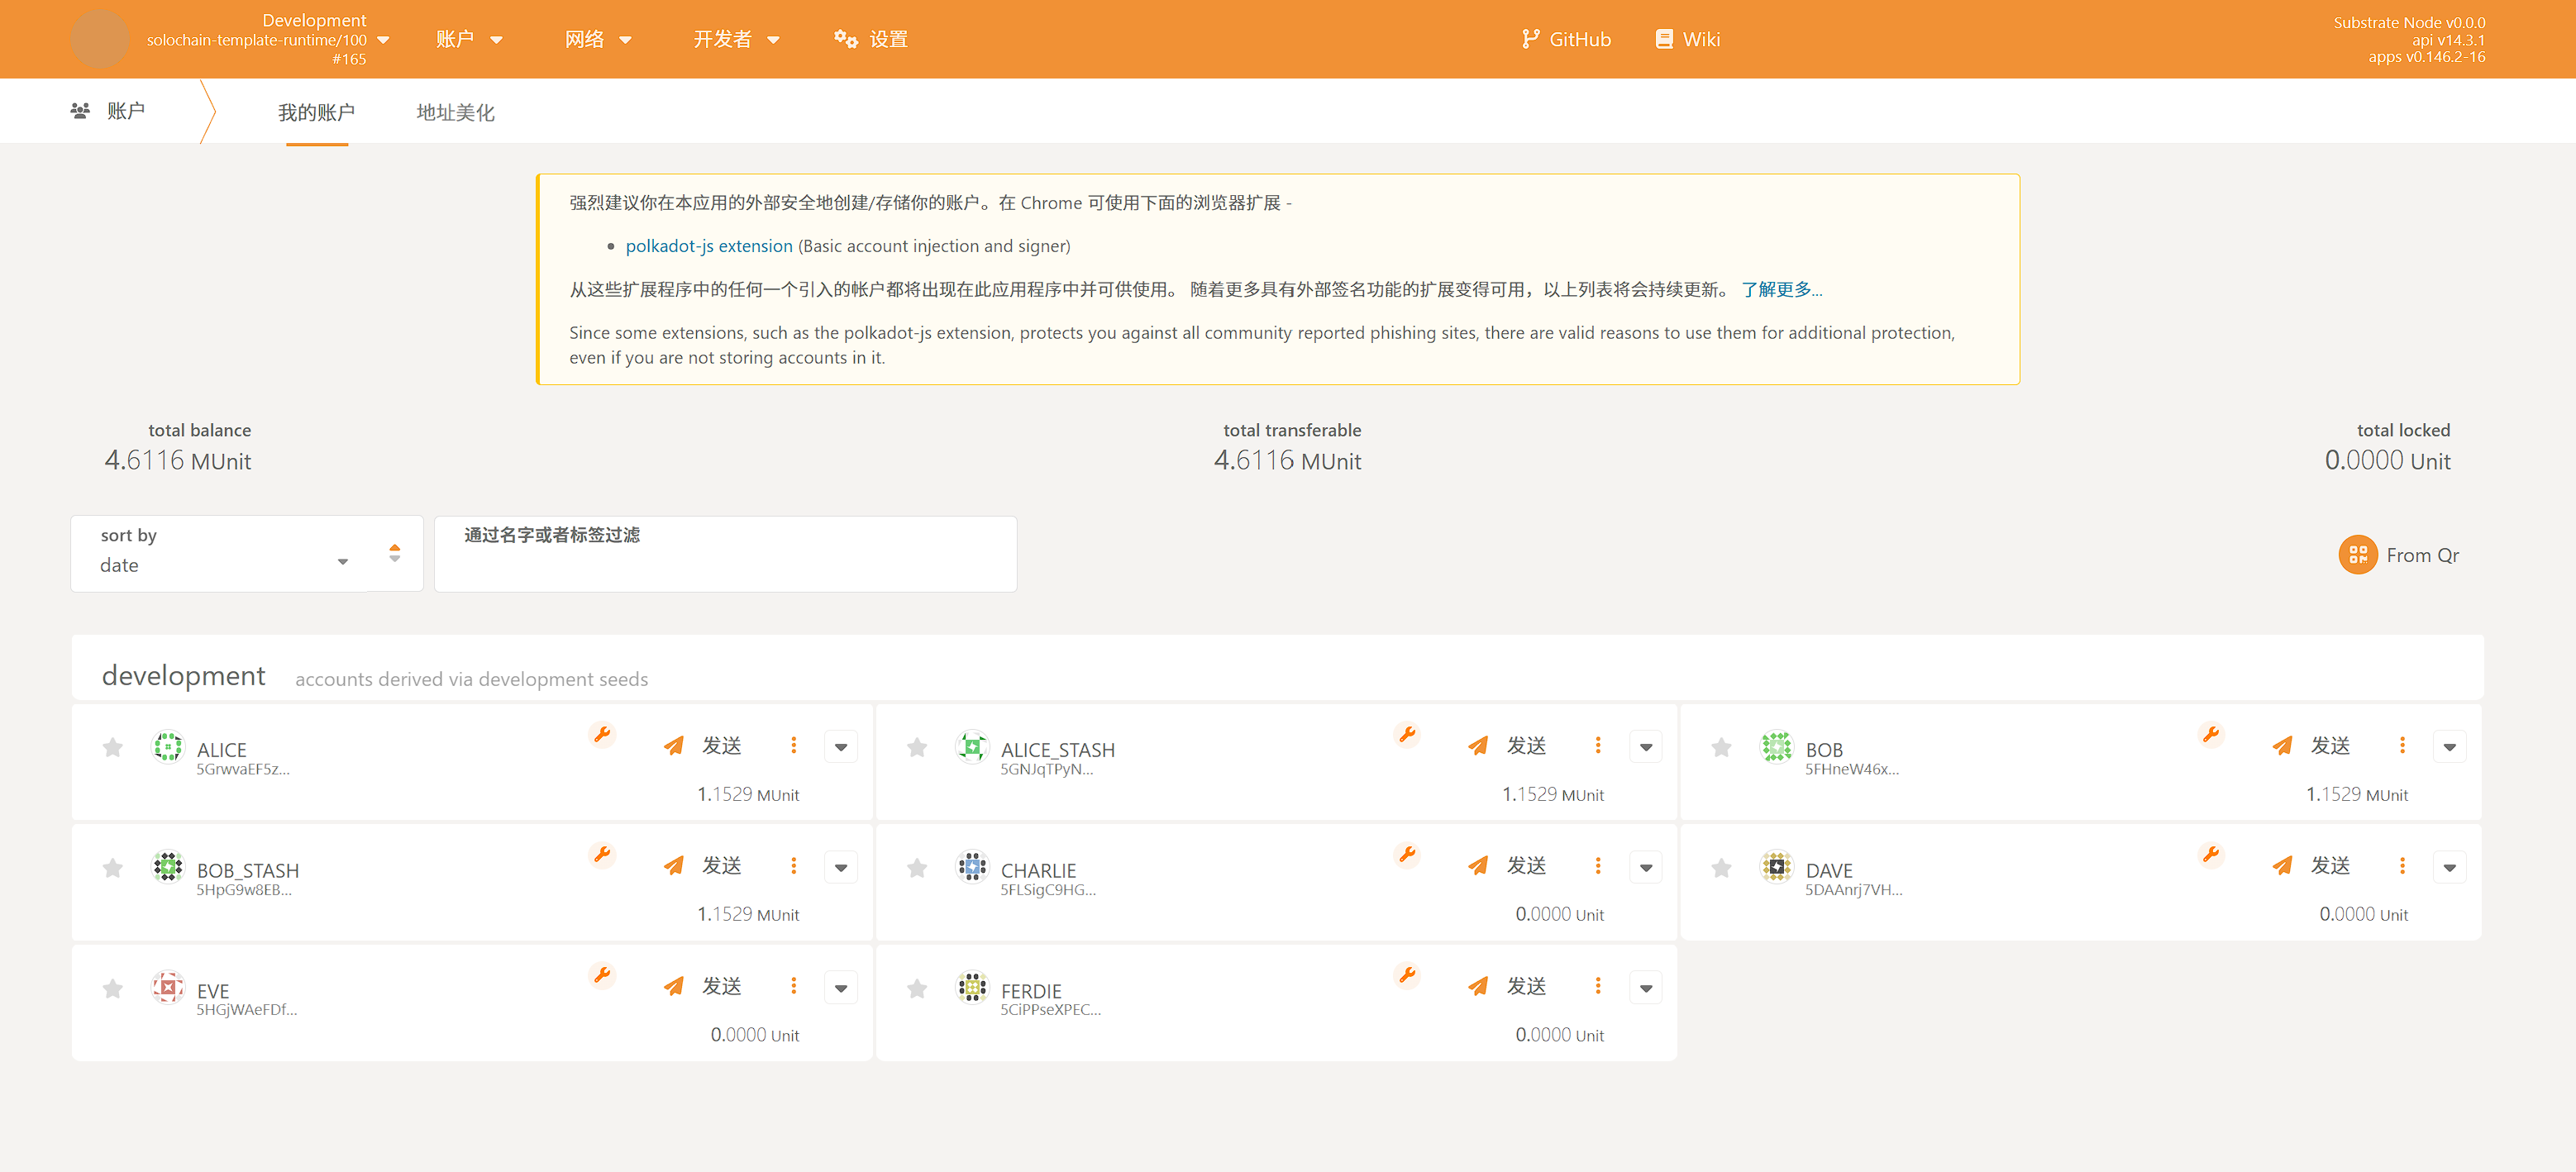 Development
solochain-template-runtime/100
#165
账户
网络
开发者
设置
GitHub
Wiki
Substrate Node v0.0.0
api v14.3.1
apps v0.146.2-16
账户
我的账户
地址美化
强烈建议你在本应用的外部安全地创建/存储你的账户。在 Chrome 可使用下面的浏览器扩展 -
polkadot-js extension (Basic account injection and signer)
从这些扩展程序中的任何一个引入的帐户都将出现在此应用程序中并可供使用。 随着更多具有外部签名功能的扩展变得可用，以上列表将会持续更新。 了解更多...
Since some extensions, such as the polkadot-js extension, protects you against all community reported phishing sites, there are valid reasons to use them for additional protection,
even if you are not storing accounts in it.
total balance
4.6116 MUnit
total transferable
4.6116 MUnit
total locked
0.0000 Unit
sort by
date
通过名字或者标签过滤
From Qr
development accounts derived via development seeds
ALICE
5GrwvaEF5z...
发送
1.1529 MUnit
ALICE_STASH
5GNJqTPyN...
发送
1.1529 MUnit
BOB
5FHneW46x...
发送
1.1529 MUnit
BOB_STASH
5HpG9w8EB...
发送
1.1529 MUnit
CHARLIE
5FLSigC9HG...
发送
0.0000 Unit
DAVE
5DAAnrj7VH...
发送
0.0000 Unit
EVE
5HGjWAeFDf...
发送
0.0000 Unit
FERDIE
5CiPPseXPEC...
发送
0.0000 Unit